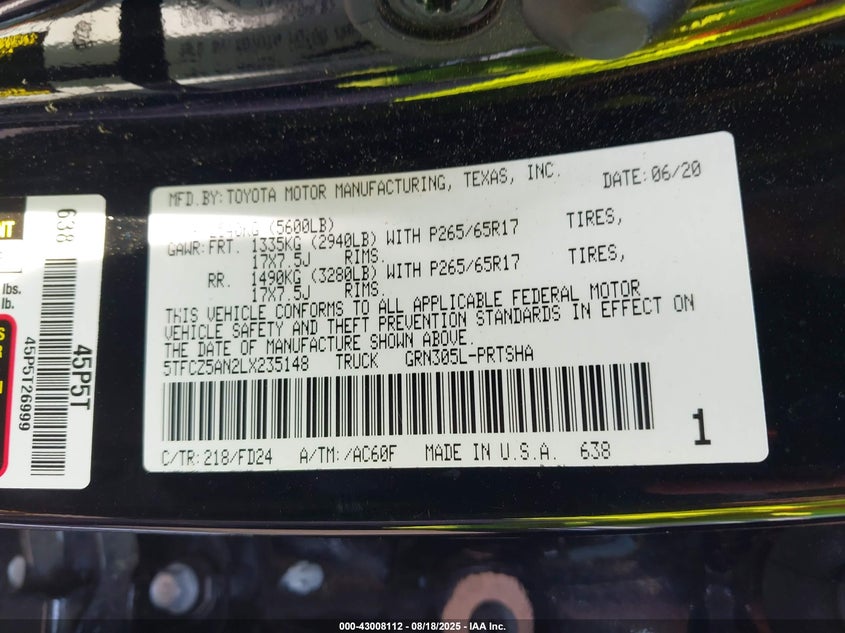 MFD.BY:TOYOTA MOTOR MANUFACTURING, TEXAS, INC. DATE:06/20
(5600LB)
GAWR:FRT. 1335KG (2940LB) WITH P265/65R17 TIRES,
17X7.5J RIMS.
RR. 1490KG (3280LB) WITH P265/65R17 TIRES,
17X7.5J RIMS.
THIS VEHICLE CONFORMS TO ALL APPLICABLE FEDERAL MOTOR
VEHICLE SAFETY AND THEFT PREVENTION STANDARDS IN EFFECT ON
THE DATE OF MANUFACTURE SHOWN ABOVE.
5TFCZ5AN2LX235148 TRUCK GRN305L-PRTSHA
C/TR:218/FD24 A/TM:/AC60F MADE IN U.S.A. 638
1
638
45P5T
45P5T26999
lbs.
lb.
000-43008112 - 08/18/2025 - IAA Inc.